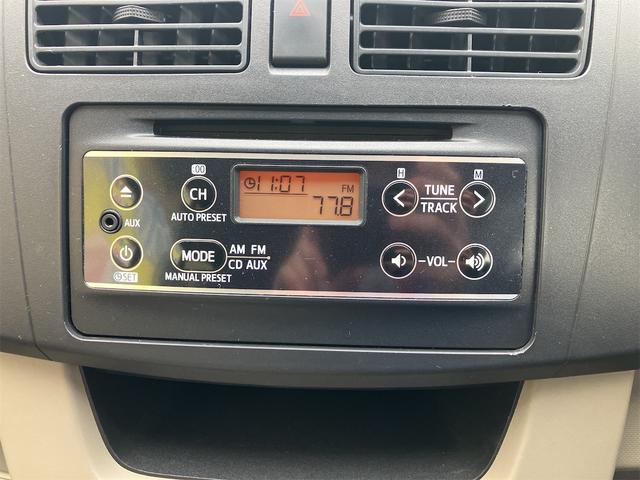 :00
H
M
CH
11:07
FM
77.8
TUNE
TRACK
AUX
AUTO PRESET
MODE
AM FM
CD AUX
VOL
SET
MANUAL PRESET